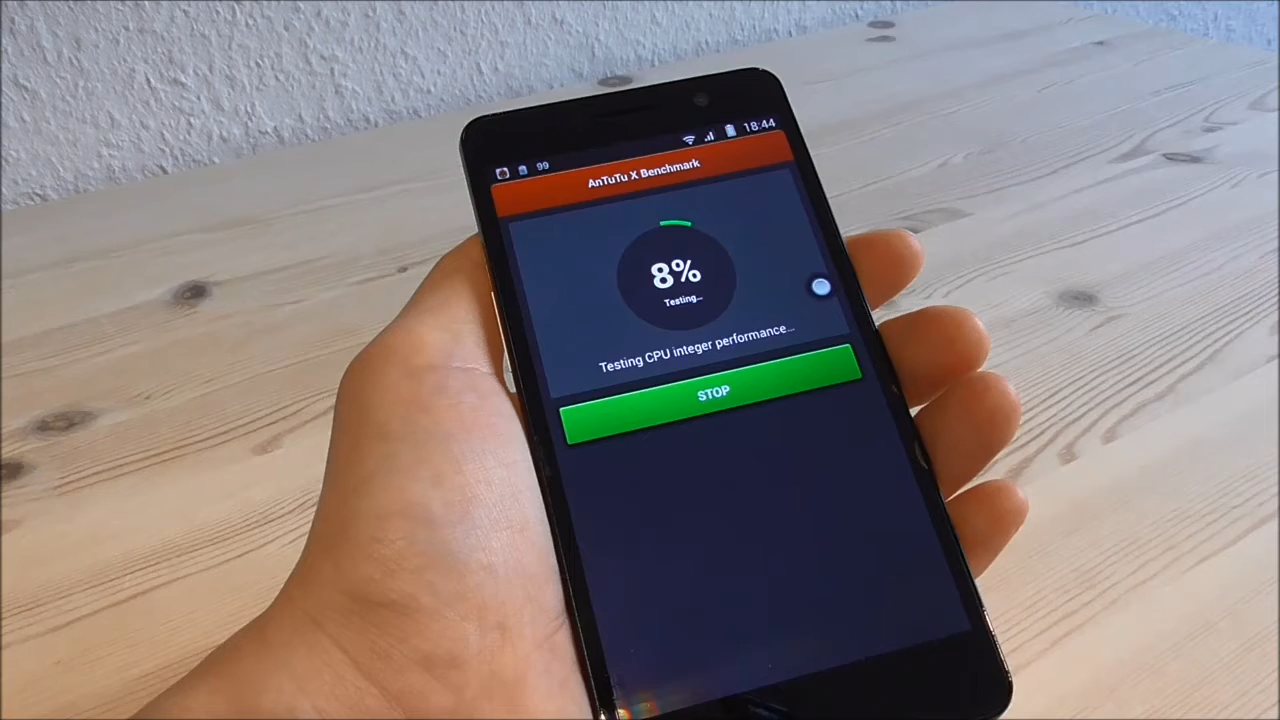 99 18:44
AnTuTu X Benchmark
8%
Testing...
Testing CPU integer performance...
STOP